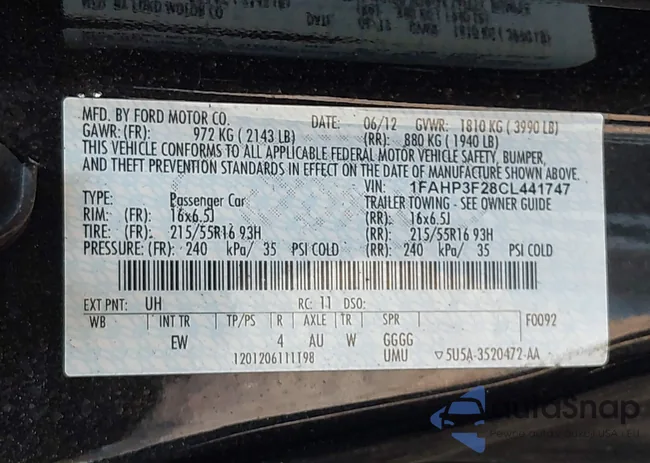 MFD. BY FORD MOTOR CO. DATE: 06/12 GVWR: 1810 KG ( 3990 LB)
GAWR: (FR): 972 KG ( 2143 LB) (RR): 880 KG ( 1940 LB)
THIS VEHICLE CONFORMS TO ALL APPLICABLE FEDERAL MOTOR VEHICLE SAFETY, BUMPER,
AND THEFT PREVENTION STANDARDS IN EFFECT ON THE DATE OF MANUFACTURE SHOWN ABOVE.
VIN: 1FAHP3F28CL441747
TYPE: Passenger Car TRAILER TOWING - SEE OWNER GUIDE
RIM: (FR): 16x6.5J (RR): 16x6.5J
TIRE: (FR): 215/55R16 93H (RR): 215/55R16 93H
PRESSURE: (FR): 240 kPa/ 35 PSI COLD (RR): 240 kPa/ 35 PSI COLD
EXT PNT: UH RC: 11 DSO: F0092
WB INT TR TP/PS R AXLE TR SPR
EW 4 AU W GGGG
1201206111198 UMU ▽5U5A-3520472-AA
autoSnap